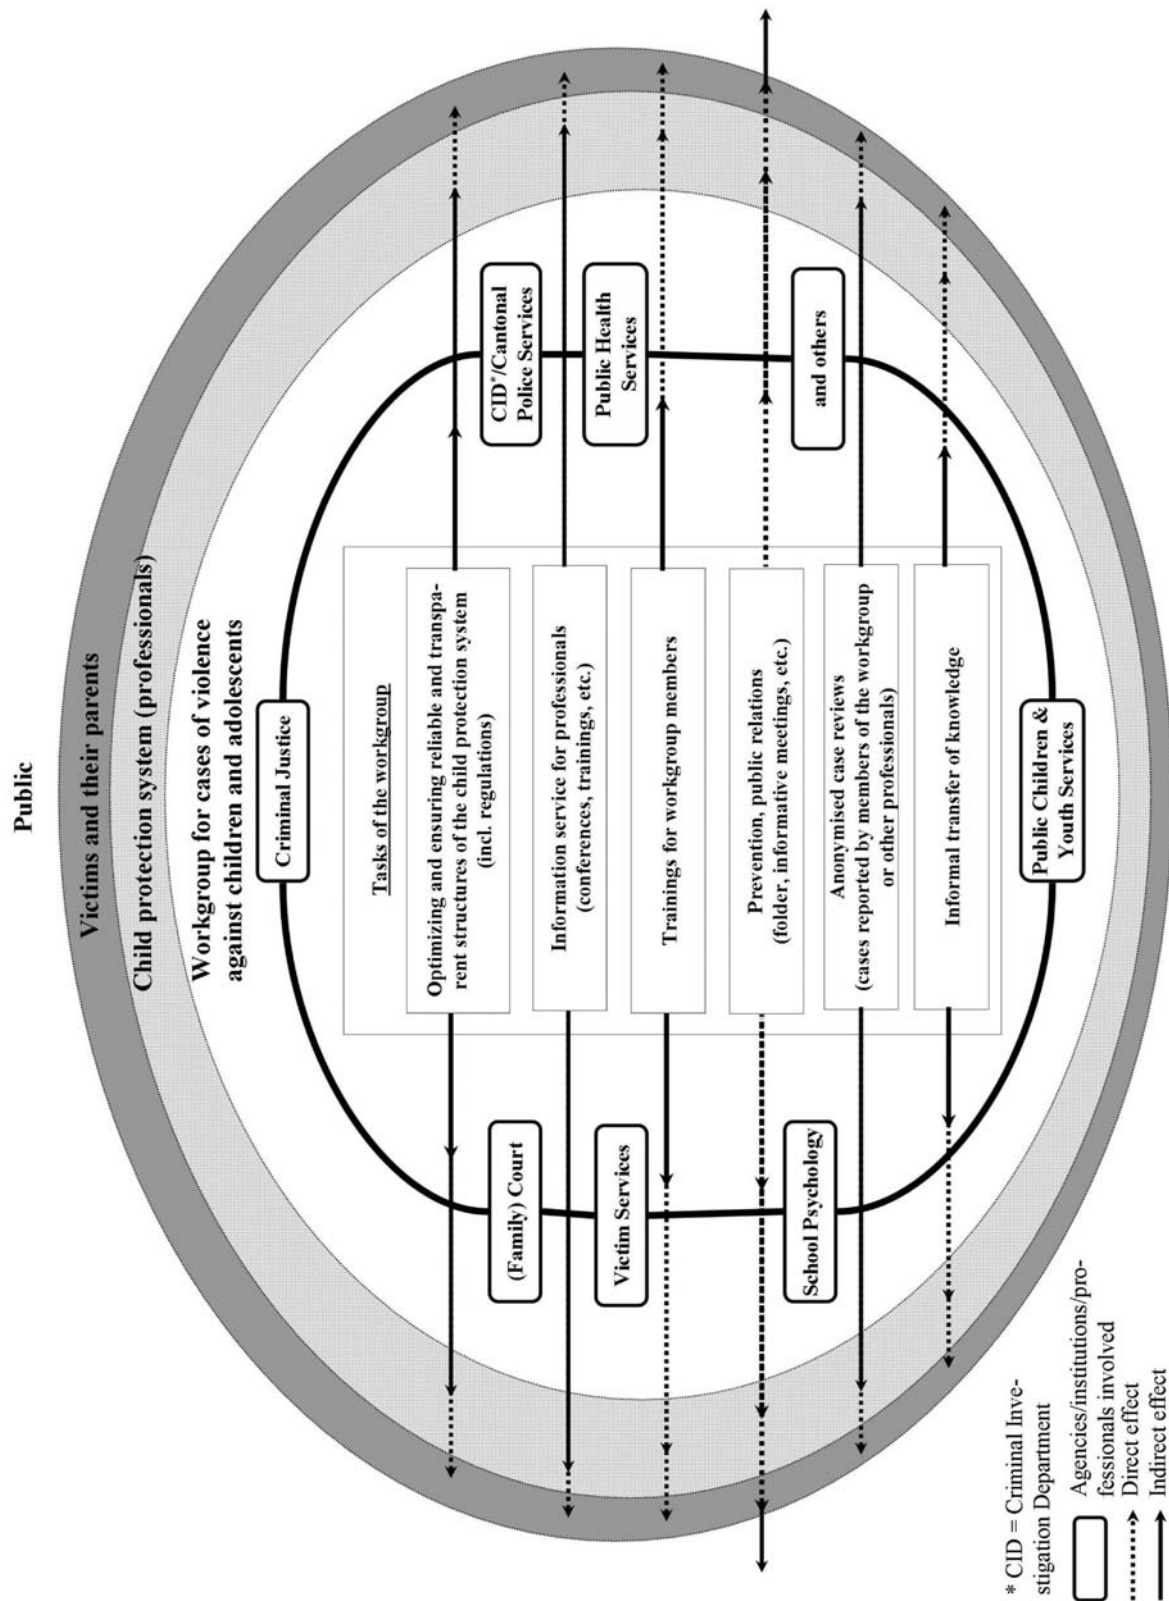 Public
Victims and their parents
Child protection system (professionals)
Workgroup for cases of violence
against children and adolescents
Criminal Justice
Tasks of the workgroup
Optimizing and ensuring reliable and transpa-
rent structures of the child protection system
(incl. regulations)
Information service for professionals
(conferences, trainings, etc.)
Trainings for workgroup members
Prevention, public relations
(folder, informative meetings, etc.)
Anonymised case reviews
(cases reported by members of the workgroup
or other professionals)
Informal transfer of knowledge
(Family) Court
Victim Services
School Psychology
CID*/Cantonal
Police Services
Public Health
Services
and others
Public Children &
Youth Services
* CID = Criminal Inve-
stigation Department
Agencies/institutions/pro-
fessionals involved
Direct effect
Indirect effect